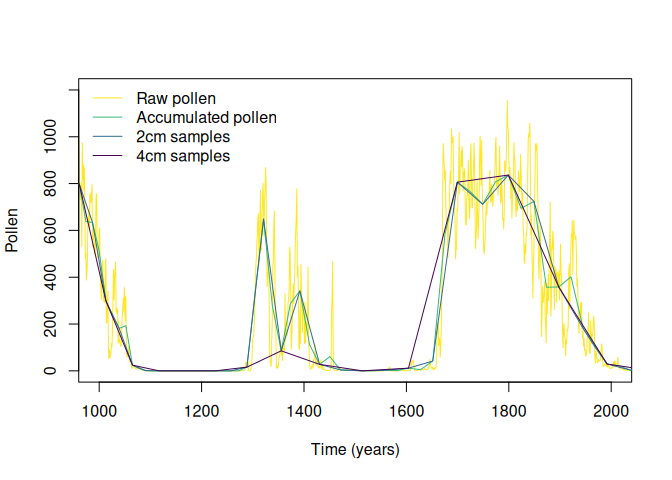 Raw pollen
Accumulated pollen
2cm samples
4cm samples
Pollen
1000
800
600
400
200
0
1000 1200 1400 1600 1800 2000
Time (years)